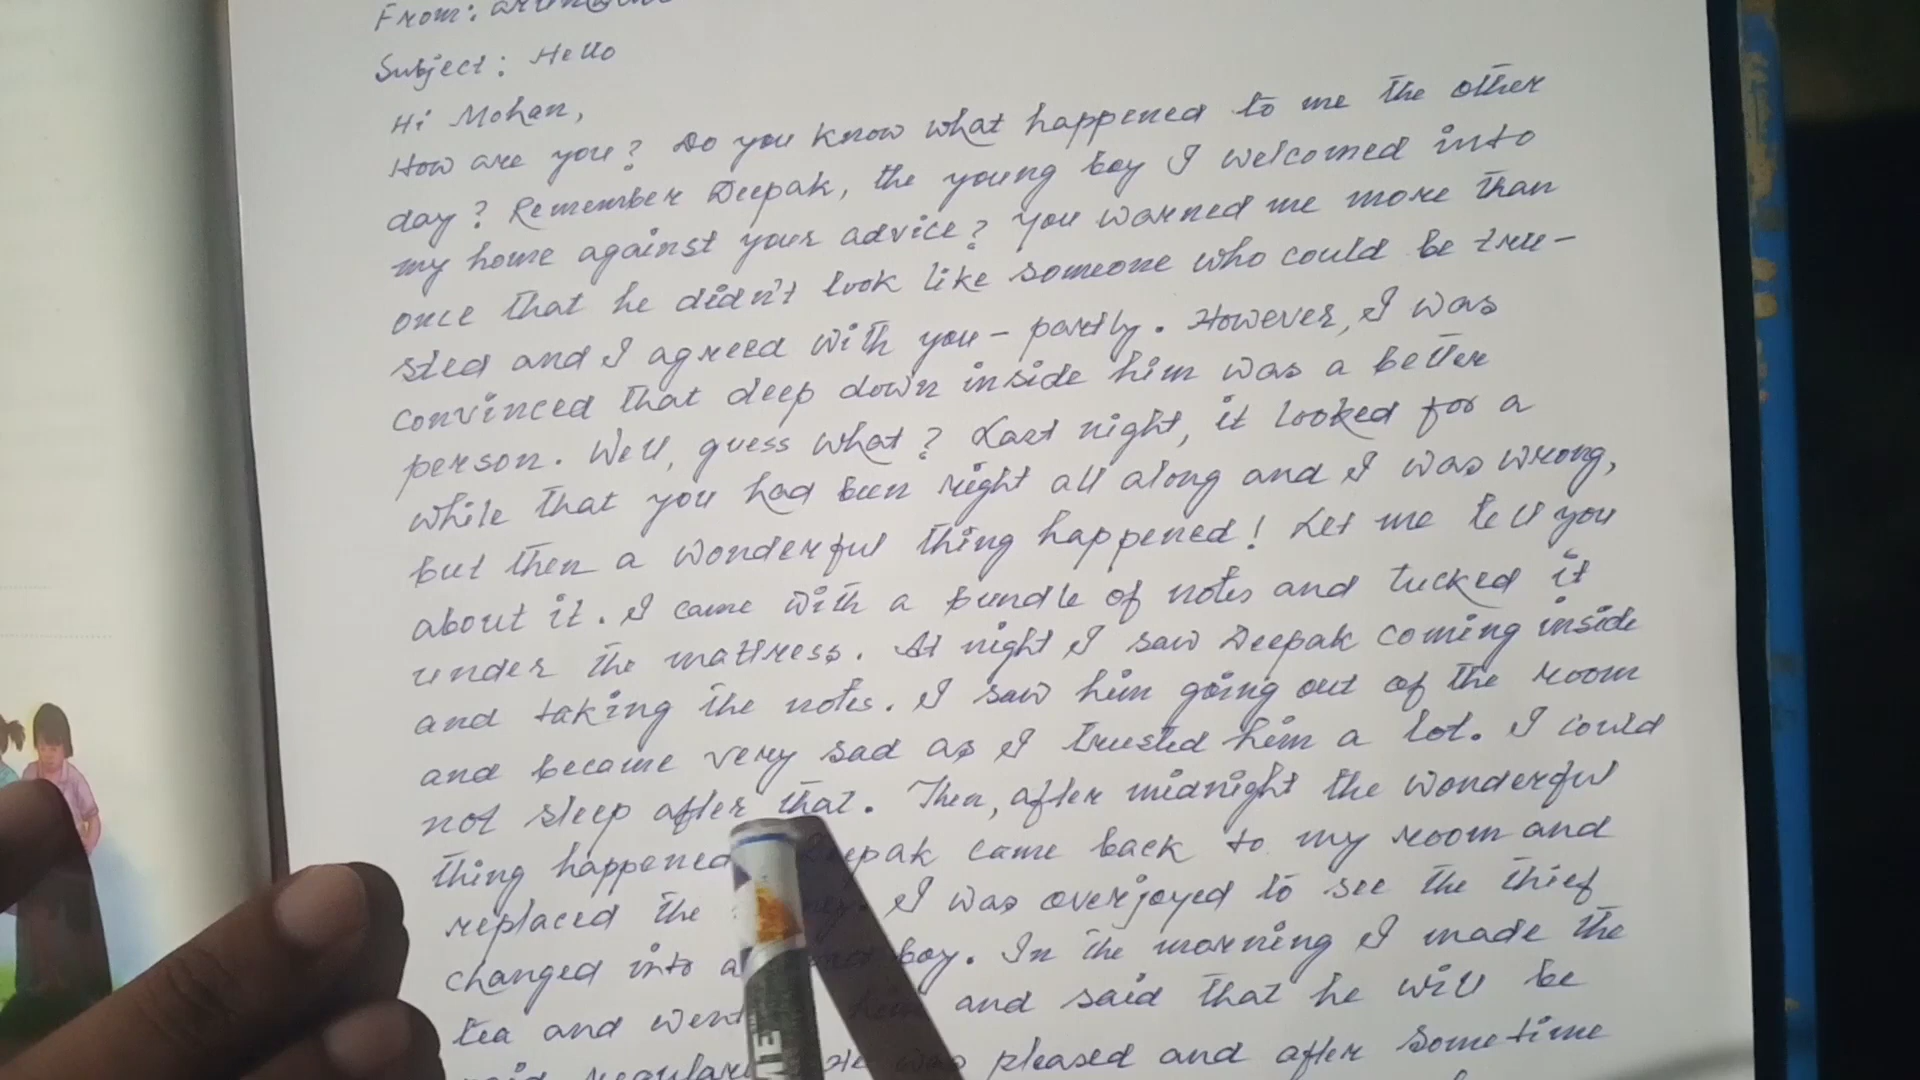 From:
Subject: Hello
Hi Mohan,
How are you? Do you know what happened to me the other
day? Remember Deepak, the young boy I welcomed into
my home against your advice? You warned me more than
once that he didn't look like someone who could be tru-
sted and I agreed with you - partly. However, I was
convinced that deep down inside him was a better
person. Well, guess what? Last night, it looked for a
while that you had been right all along and I was wrong,
but then a wonderful thing happened! Let me tell you
about it. I came with a bundle of notes and tucked it
under the mattress. At night I saw Deepak coming inside
and taking the notes. I saw him going out of the room
and became very sad as I trusted him a lot. I could
not sleep after that. Then, after midnight the wonderful
thing happened Deepak came back to my room and
replaced the I was overjoyed to see the thief
changed into a boy. In the morning I made the
tea and went and said that he will be
He was pleased and after sometime